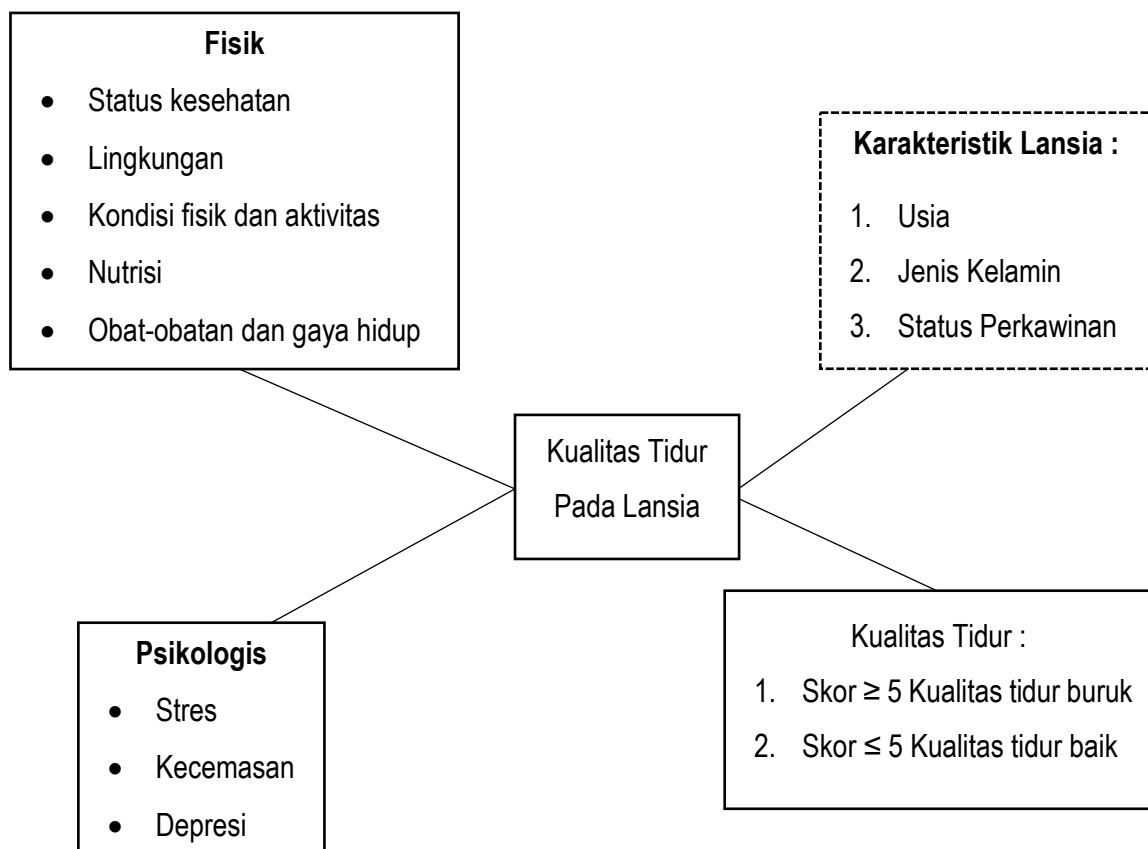 Fisik
• Status kesehatan
• Lingkungan
• Kondisi fisik dan aktivitas
• Nutrisi
• Obat-obatan dan gaya hidup
Karakteristik Lansia :
1. Usia
2. Jenis Kelamin
3. Status Perkawinan
Kualitas Tidur
Pada Lansia
Psikologis
• Stres
• Kecemasan
• Depresi
Kualitas Tidur :
1. Skor ≥ 5 Kualitas tidur buruk
2. Skor ≤ 5 Kualitas tidur baik